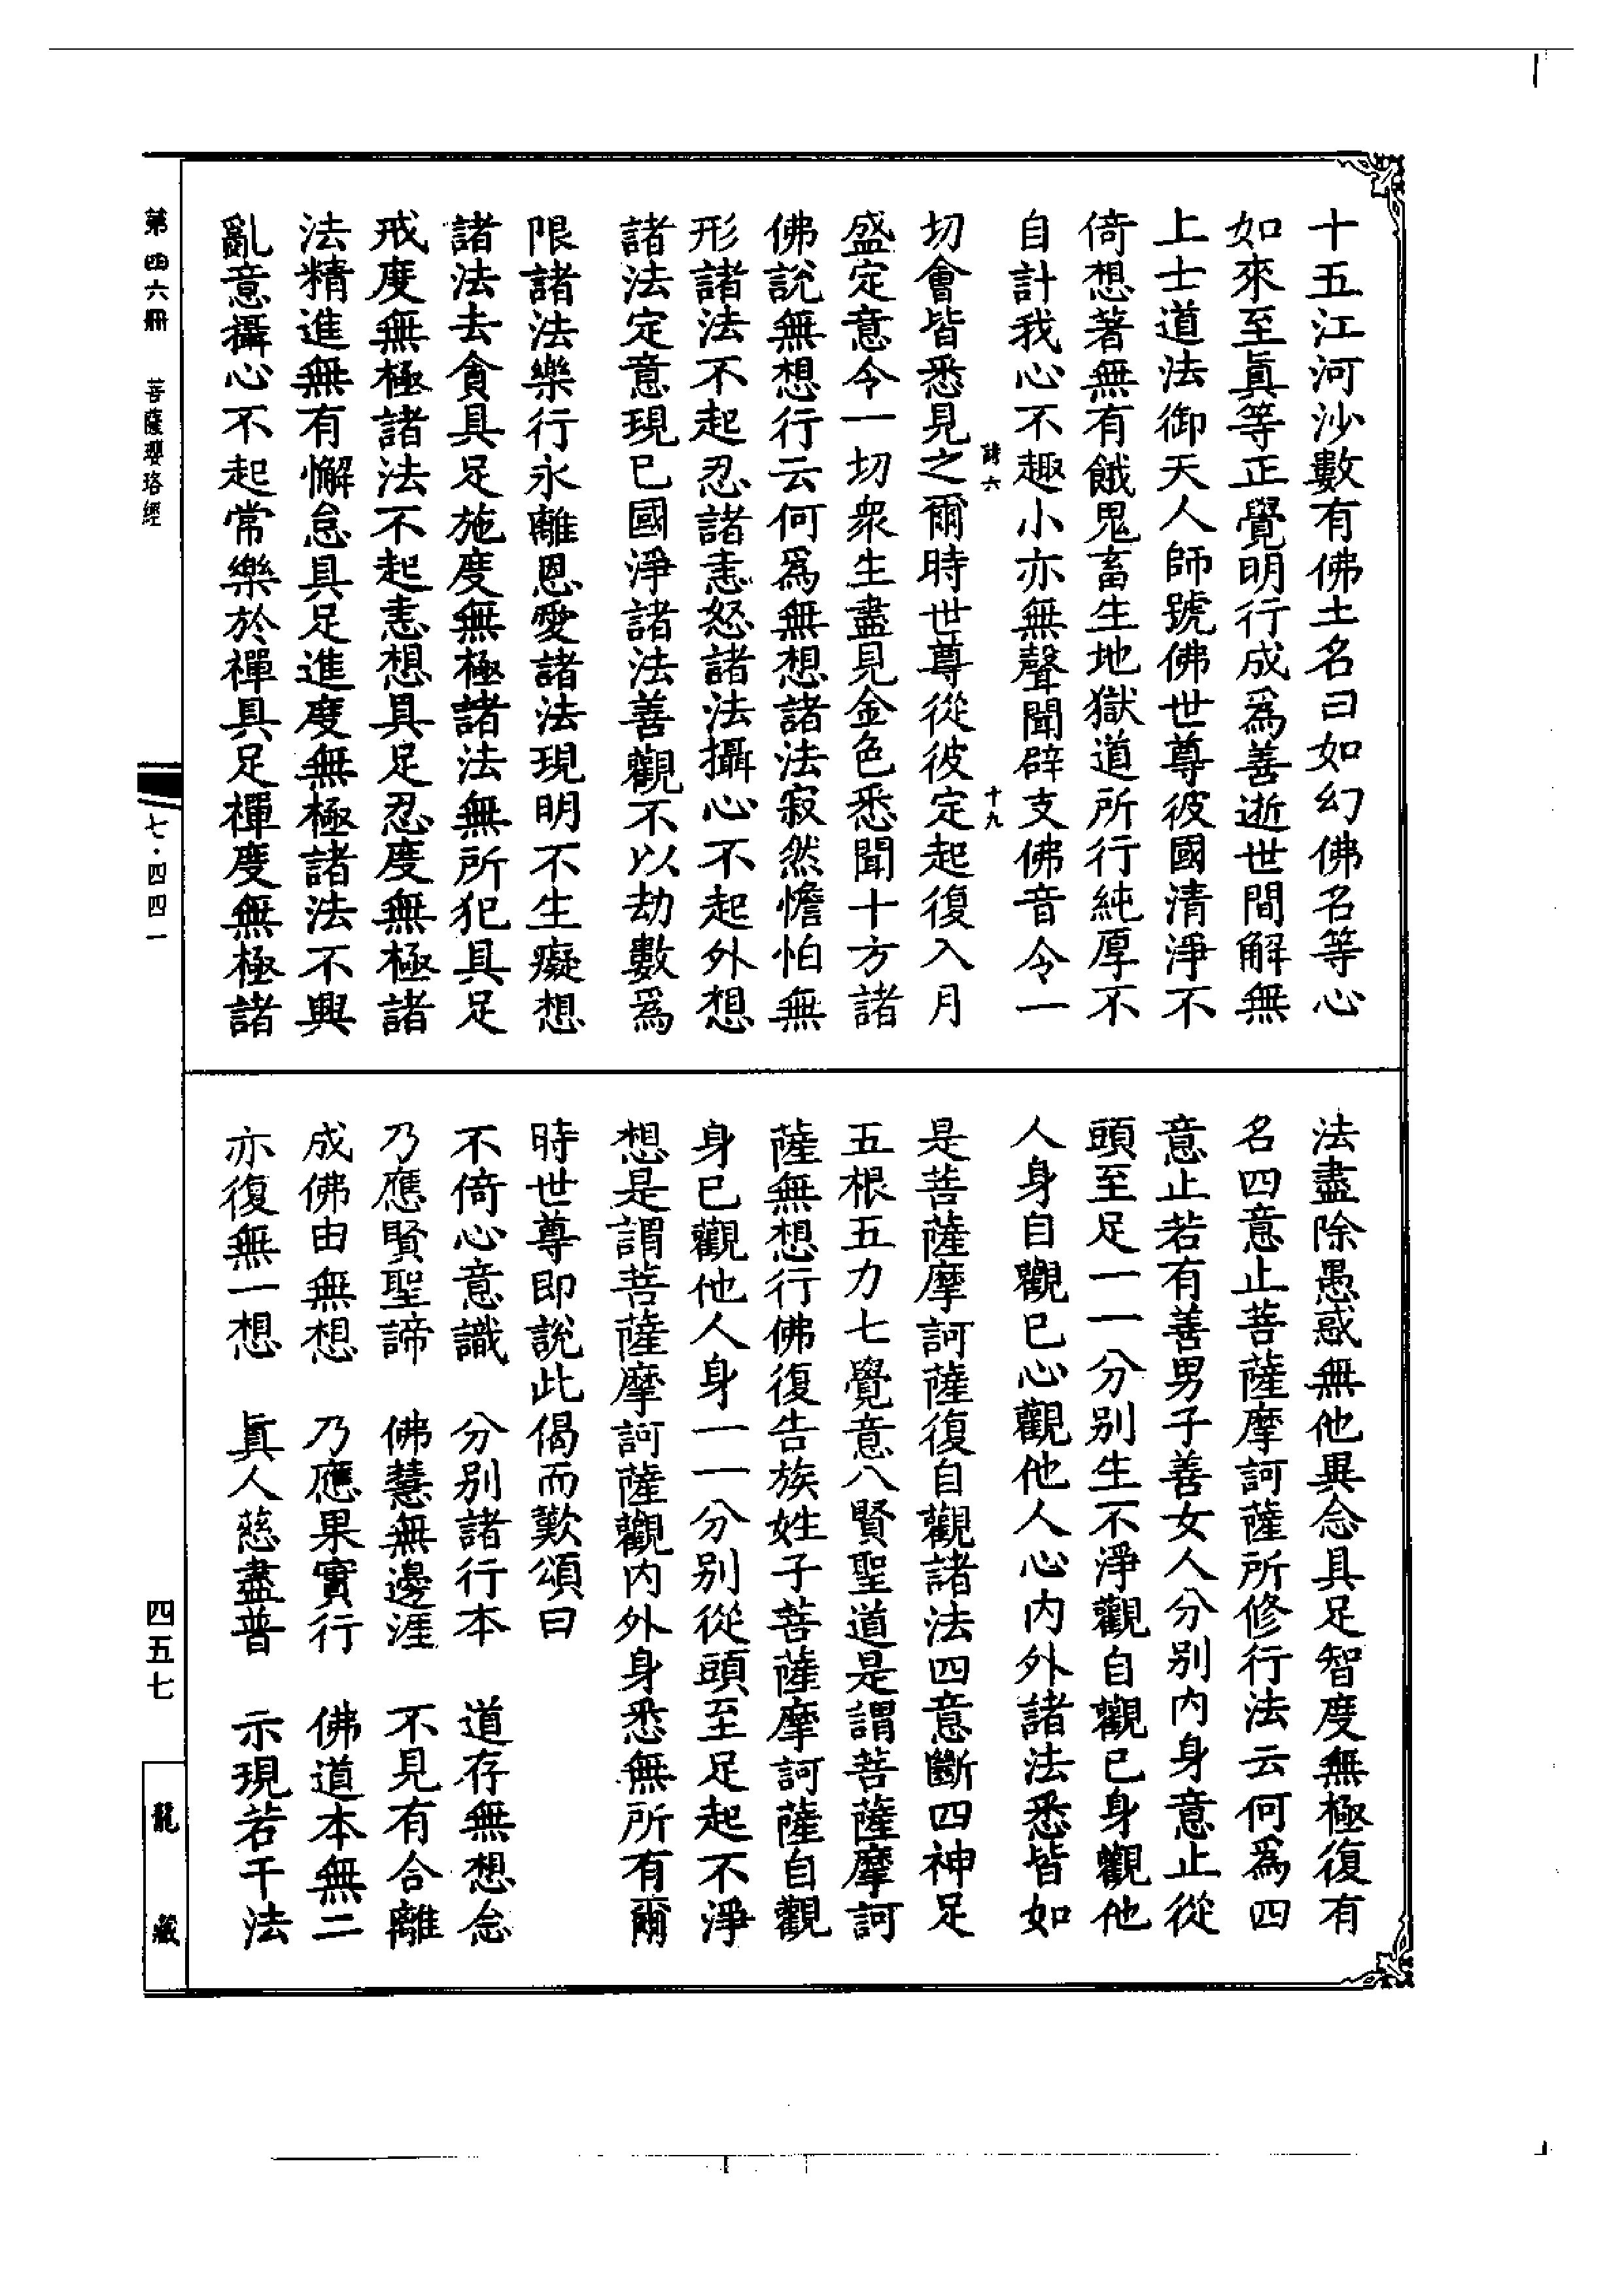 十五江河沙數有佛土名曰如幻佛名等心
如來至眞等正覺明行成爲善逝世間解無
上士道法御天人師號佛世尊彼國清淨不
倚想著無有餓鬼畜生地獄道所行純厚不
自計我心不趣小亦無聲聞辟支佛音令一
十九
切會皆悉見之爾時世尊從彼定起復入月
盛定意令一切衆生盡見金色悉聞十方諸
佛說無想行云何爲無想諸法寂然憺怕無
形諸法不起忍諸恚怒諸法攝心不起外想
諸法定意現已國淨諸法善觀不以劫數爲
限諸法樂行永離恩愛諸法現明不生癡想
諸法去貪具足施度無極諸法無所犯具足
戒度無極諸法不起恚想具足忍度無極諸
法精進無有懈怠具足進度無極諸法不興
亂意攝心不起常樂於禪具足禪度無極諸
法盡除愚惑無他異念具足智度無極復有
名四意止菩薩摩訶薩所修行法云何爲四
意止若有善男子善女人分別內身意止從
頭至足一一分別生不淨觀自觀已身觀他
人身自觀已心觀他人心內外諸法悉皆如
是菩薩摩訶薩復自觀諸法四意斷四神足
五根五力七覺意八賢聖道是謂菩薩摩訶
薩無想行佛復告族姓子菩薩摩訶薩自觀
身已觀他人身一一分別從頭至足起不淨
想是謂菩薩摩訶薩觀內外身悉無所有爾
時世尊即說此偈而歎頌曰
不倚心意識　分別諸行本　道存無想念
乃應賢聖諦　佛慧無邊涯　不見有合離
成佛由無想　乃應果實行　佛道本無二
亦復無一想　眞人慈盡普　示現若干法
第四六冊　菩薩瓔珞經
七·四四一
四五七
龍藏